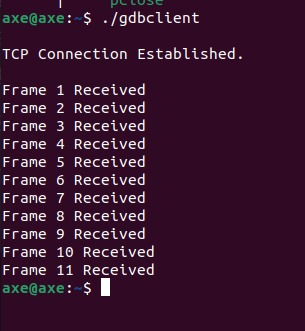 pclose
axe@axe:~$ ./gdbclient
TCP Connection Established.
Frame 1 Received
Frame 2 Received
Frame 3 Received
Frame 4 Received
Frame 5 Received
Frame 6 Received
Frame 7 Received
Frame 8 Received
Frame 9 Received
Frame 10 Received
Frame 11 Received
axe@axe:~$